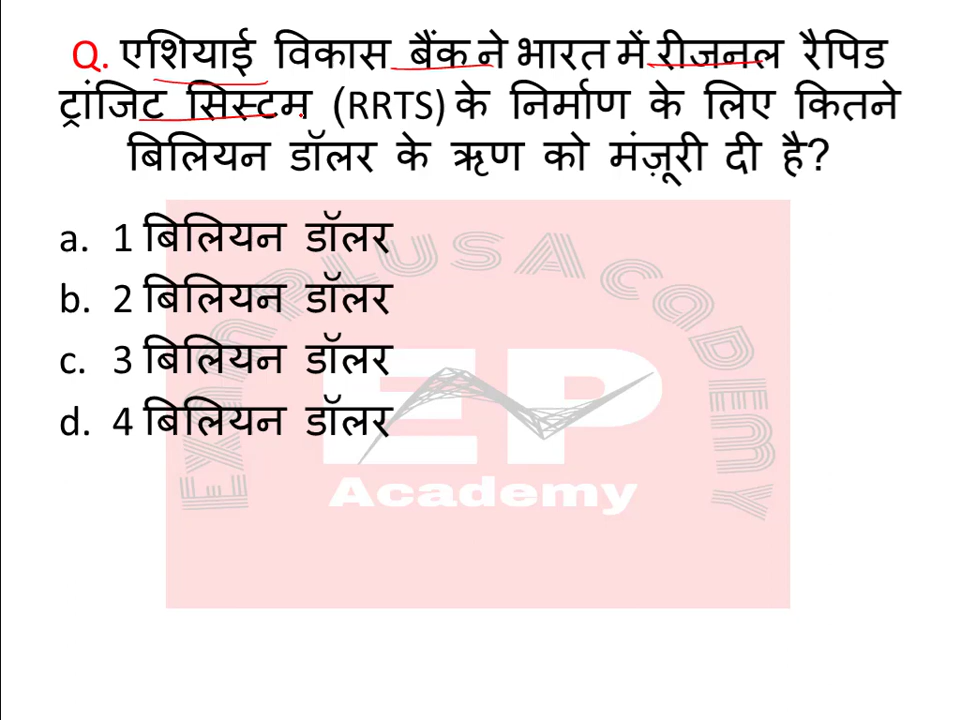 Q. एशियाई विकास बैंक ने भारत में रीजनल रैपिड
ट्रांजिट सिस्टम (RRTS) के निर्माण के लिए कितने
बिलियन डॉलर के ऋण को मंज़ूरी दी है?
a. 1 बिलियन डॉलर
b. 2 बिलियन डॉलर
c. 3 बिलियन डॉलर
d. 4 बिलियन डॉलर
EXAMPLUS ACADEMY
EP
Academy